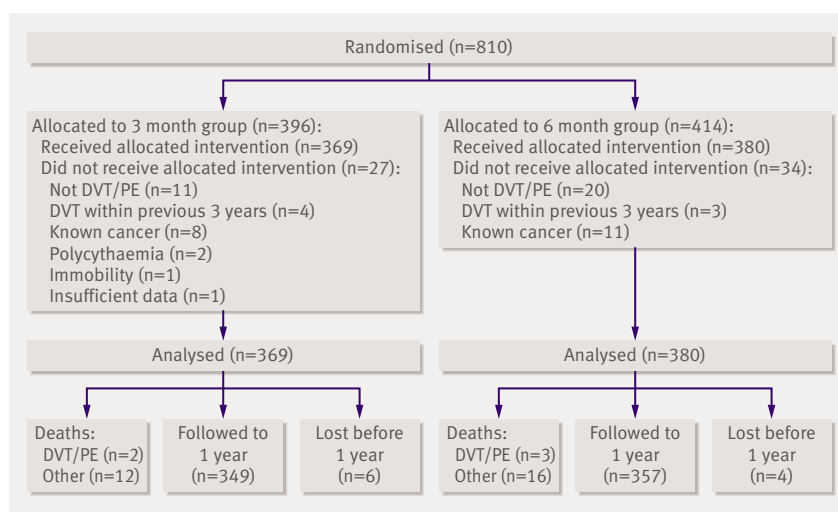 Randomised (n=810)
Allocated to 3 month group (n=396):
Received allocated intervention (n=369)
Did not receive allocated intervention (n=27):
Not DVT/PE (n=11)
DVT within previous 3 years (n=4)
Known cancer (n=8)
Polycythaemia (n=2)
Immobility (n=1)
Insufficient data (n=1)
Allocated to 6 month group (n=414):
Received allocated intervention (n=380)
Did not receive allocated intervention (n=34):
Not DVT/PE (n=20)
DVT within previous 3 years (n=3)
Known cancer (n=11)
Analysed (n=369)
Analysed (n=380)
Deaths:
DVT/PE (n=2)
Other (n=12)
Followed to
1 year
(n=349)
Lost before
1 year
(n=6)
Deaths:
DVT/PE (n=3)
Other (n=16)
Followed to
1 year
(n=357)
Lost before
1 year
(n=4)